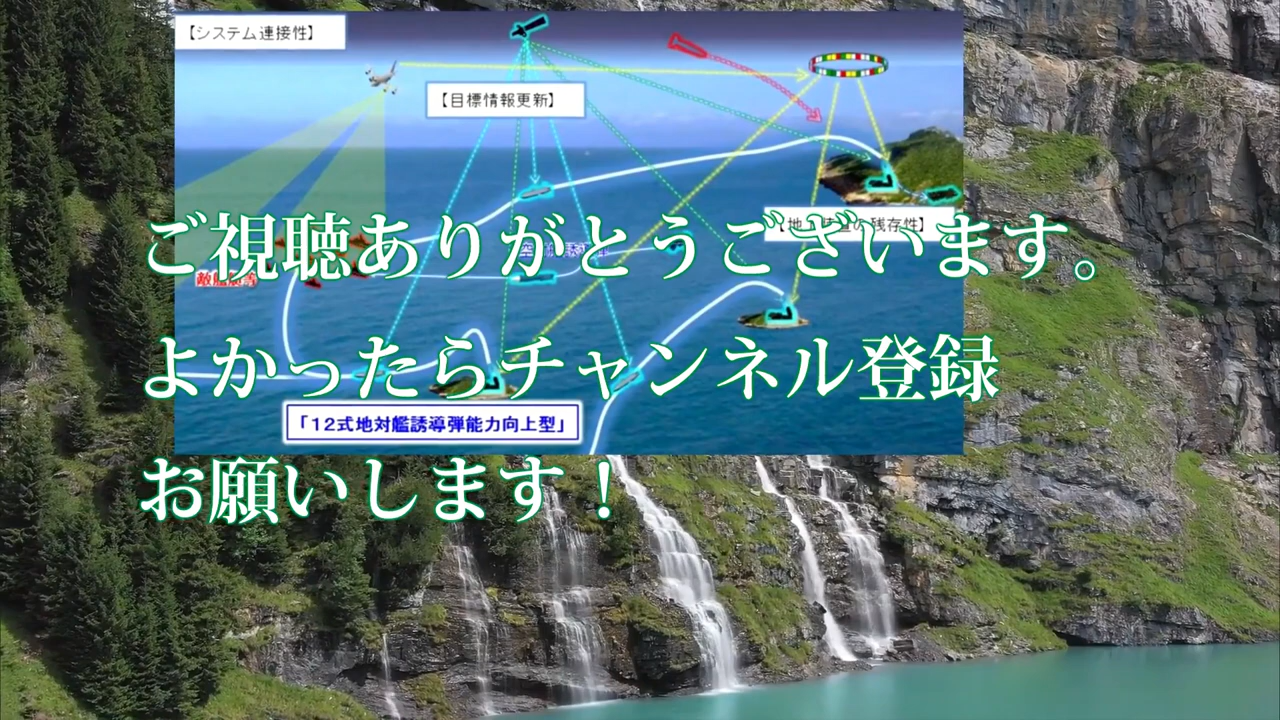 【システム連接性】
【目標情報更新】
ご視聴ありがとうございます。
よかったらチャンネル登録
「12式地対艦誘導弾能力向上型」
お願いします！